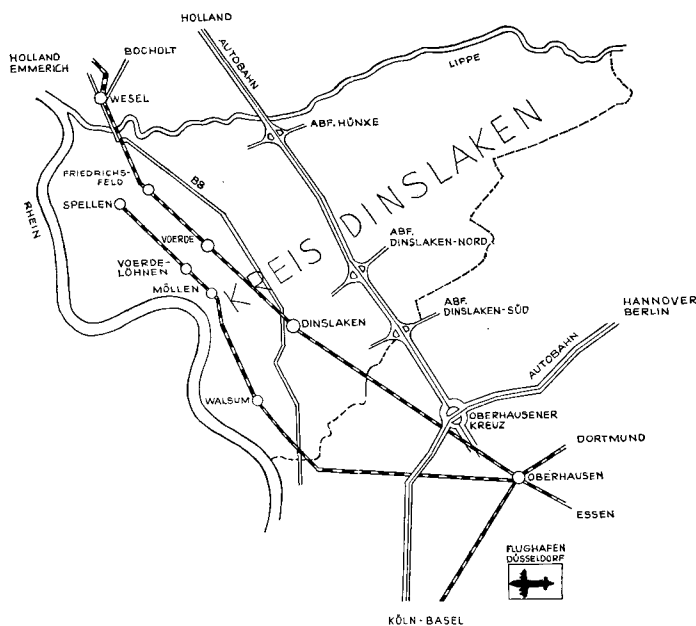 HOLLAND
HOLLAND
EMMERICH
BOCHOLT
AUTOBAHN
LIPPE
WESEL
ABF. HÜNXE
FRIEDRICHS-
FELD
B8
SPELLEN
RHEIN
VOERDE
KREIS DINSLAKEN
ABF.
DINSLAKEN-NORD
VOERDE-
LÖHNEN
MÖLLEN
ABF.
DINSLAKEN-SÜD
HANNOVER
BERLIN
DINSLAKEN
AUTOBAHN
WALSUM
OBERHAUSENER
KREUZ
DORTMUND
OBERHAUSEN
ESSEN
FLUGHAFEN
DÜSSELDORF
KÖLN - BASEL